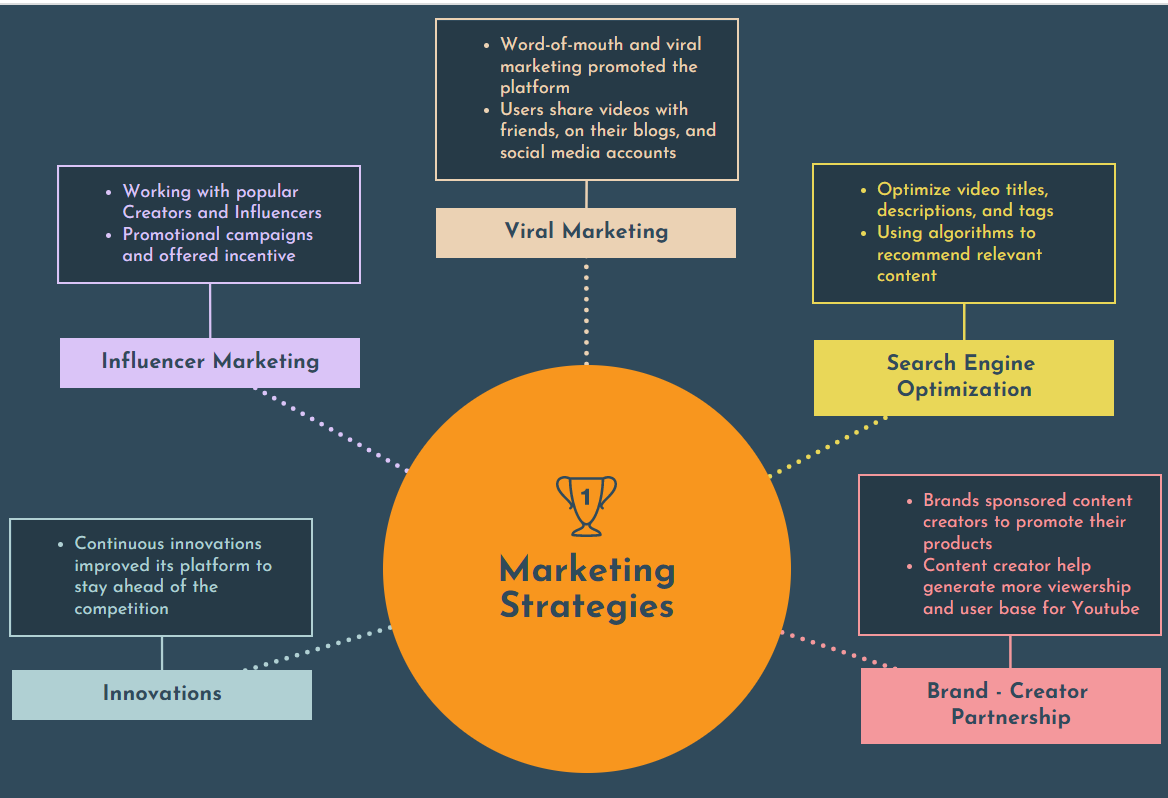 • Word-of-mouth and viral
marketing promoted the
platform
• Users share videos with
friends, on their blogs, and
social media accounts
Viral Marketing
• Working with popular
Creators and Influencers
• Promotional campaigns
and offered incentive
Influencer Marketing
• Optimize video titles,
descriptions, and tags
• Using algorithms to
recommend relevant
content
Search Engine
Optimization
1
Marketing
Strategies
• Continuous innovations
improved its platform to
stay ahead of the
competition
Innovations
• Brands sponsored content
creators to promote their
products
• Content creator help
generate more viewership
and user base for Youtube
Brand - Creator
Partnership